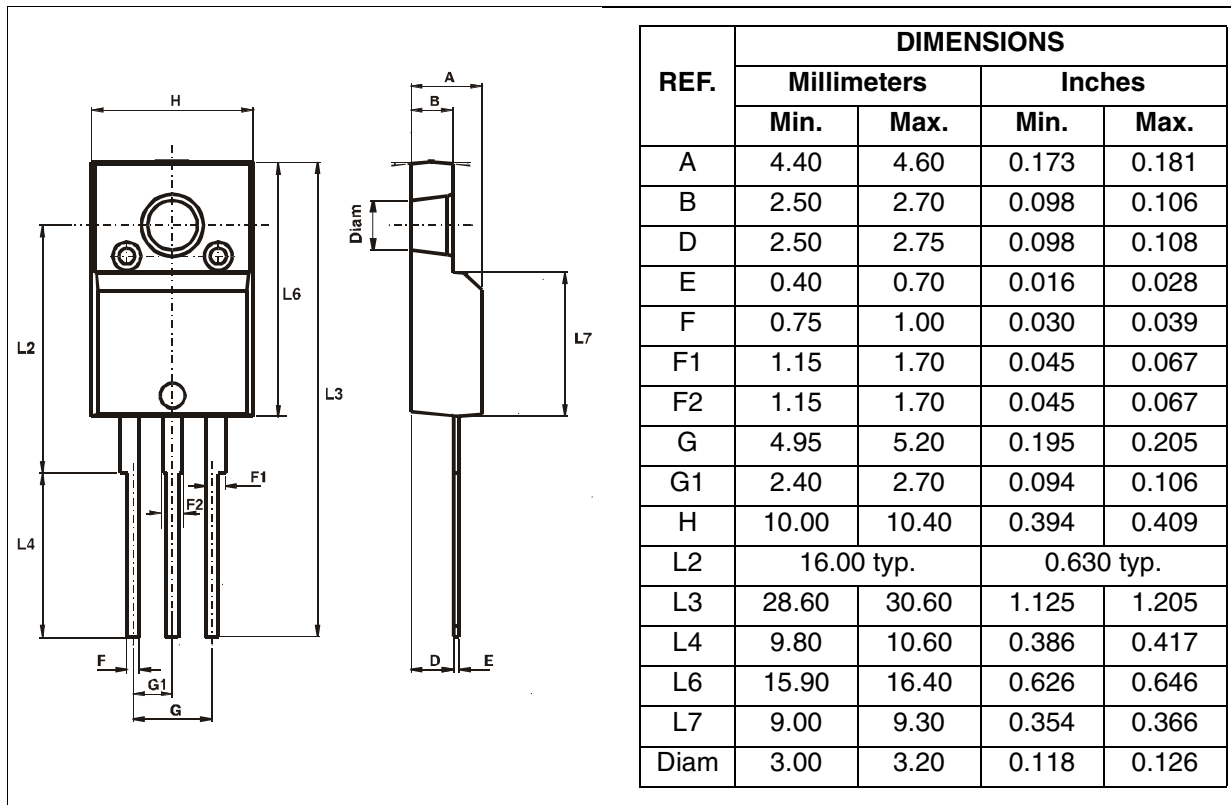 H
A
B
Diam
L6
L2
L7
L3
F1
F2
L4
F
D
E
G1
G
REF. DIMENSIONS
Millimeters Inches
Min. Max. Min. Max.
A 4.40 4.60 0.173 0.181
B 2.50 2.70 0.098 0.106
D 2.50 2.75 0.098 0.108
E 0.40 0.70 0.016 0.028
F 0.75 1.00 0.030 0.039
F1 1.15 1.70 0.045 0.067
F2 1.15 1.70 0.045 0.067
G 4.95 5.20 0.195 0.205
G1 2.40 2.70 0.094 0.106
H 10.00 10.40 0.394 0.409
L2 16.00 typ. 0.630 typ.
L3 28.60 30.60 1.125 1.205
L4 9.80 10.60 0.386 0.417
L6 15.90 16.40 0.626 0.646
L7 9.00 9.30 0.354 0.366
Diam 3.00 3.20 0.118 0.126